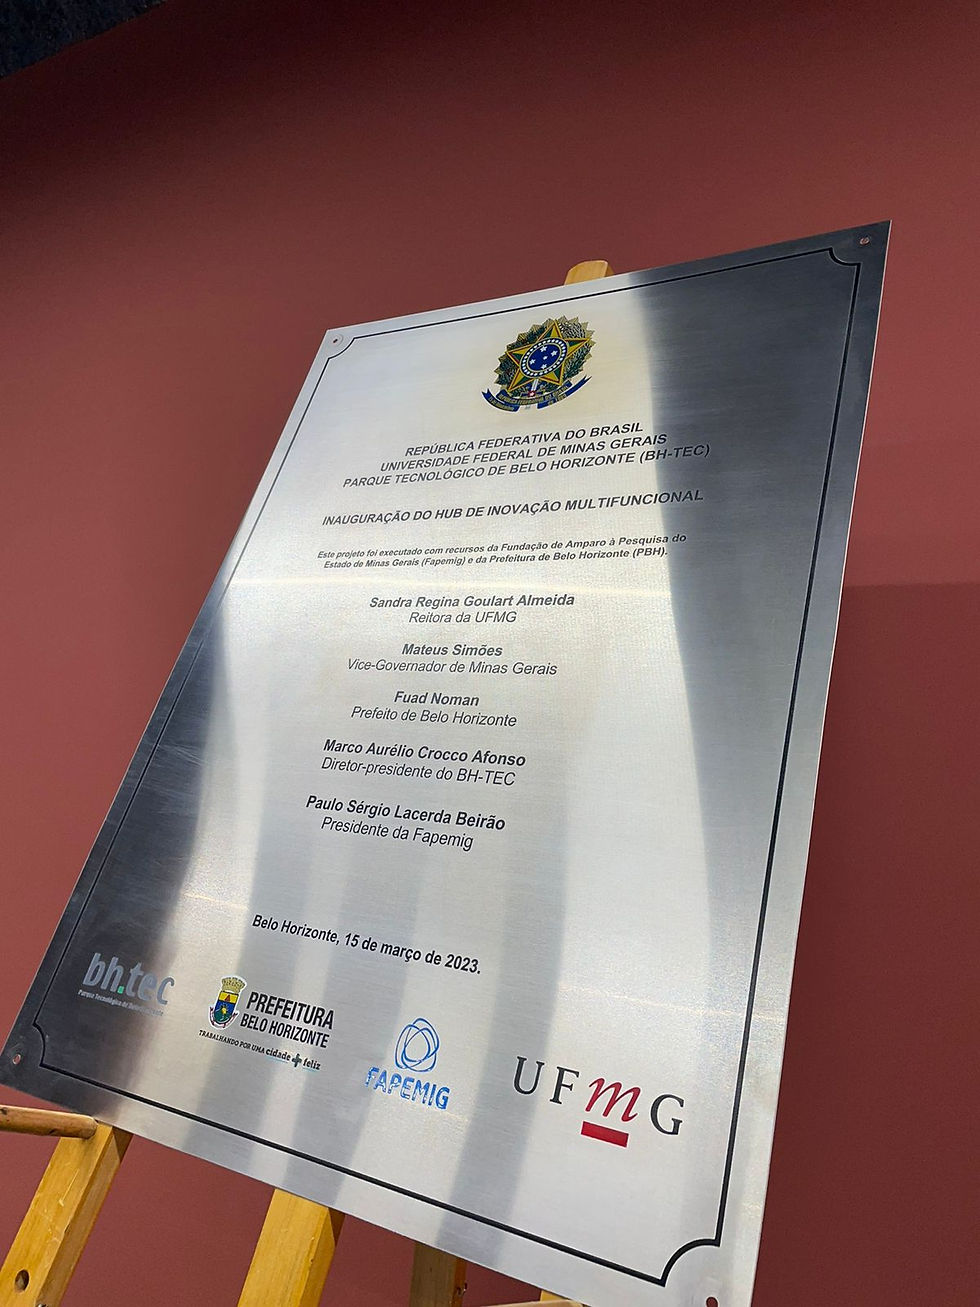 REPÚBLICA FEDERATIVA DO BRASIL
UNIVERSIDADE FEDERAL DE MINAS GERAIS
PARQUE TECNOLÓGICO DE BELO HORIZONTE (BH-TEC)
INAUGURAÇÃO DO HUB DE INOVAÇÃO MULTIFUNCIONAL
Este projeto foi executado com recursos da Fundação de Amparo à Pesquisa do
Estado de Minas Gerais (Fapemig) e da Prefeitura de Belo Horizonte (PBH).
Sandra Regina Goulart Almeida
Reitora da UFMG
Mateus Simões
Vice-Governador de Minas Gerais
Fuad Noman
Prefeito de Belo Horizonte
Marco Aurélio Crocco Afonso
Diretor-presidente do BH-TEC
Paulo Sérgio Lacerda Beirão
Presidente da Fapemig
Belo Horizonte, 15 de março de 2023.
bh.tec
Parque Tecnológico de Belo Horizonte
PREFEITURA
BELO HORIZONTE
TRABALHANDO POR UMA cidade + feliz
FAPEMIG
UFmG